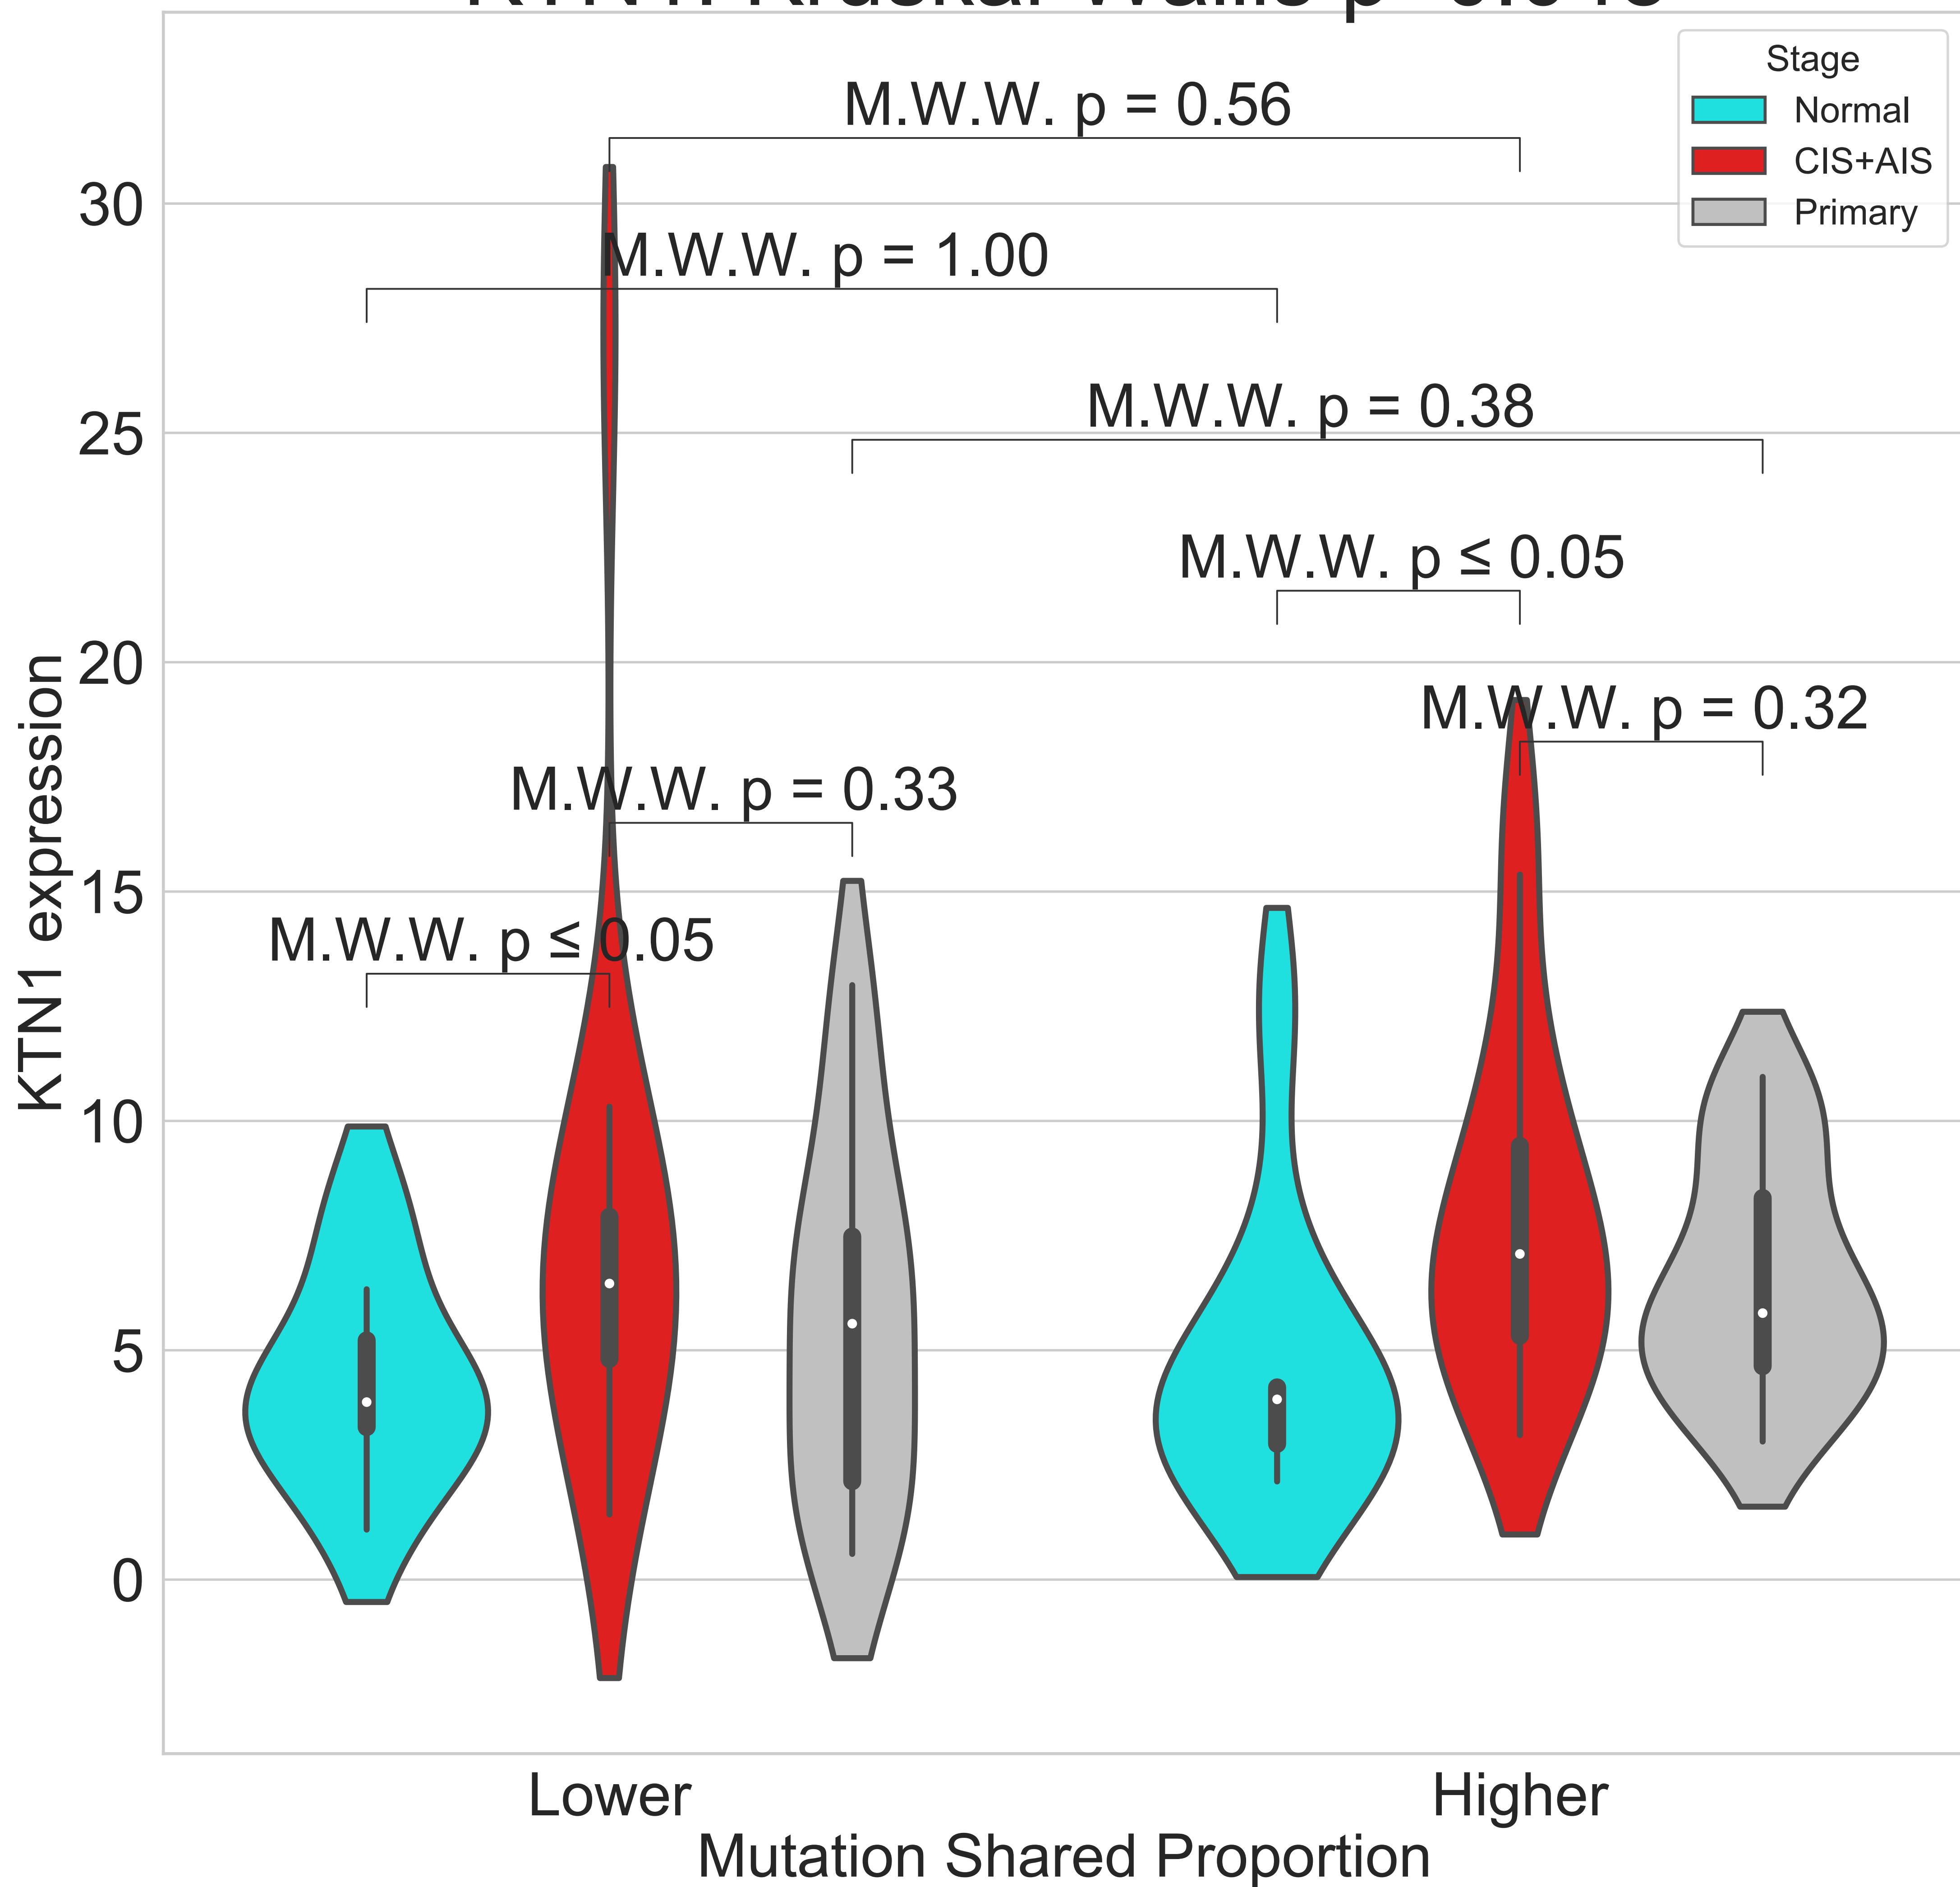 Stage
Normal
CIS+AIS
Primary
M.W.W. p = 0.56
M.W.W. p = 1.00
M.W.W. p = 0.38
M.W.W. p ≤ 0.05
M.W.W. p = 0.32
M.W.W. p = 0.33
M.W.W. p ≤ 0.05
30
25
20
15
10
5
0
KTN1 expression
Lower
Higher
Mutation Shared Proportion